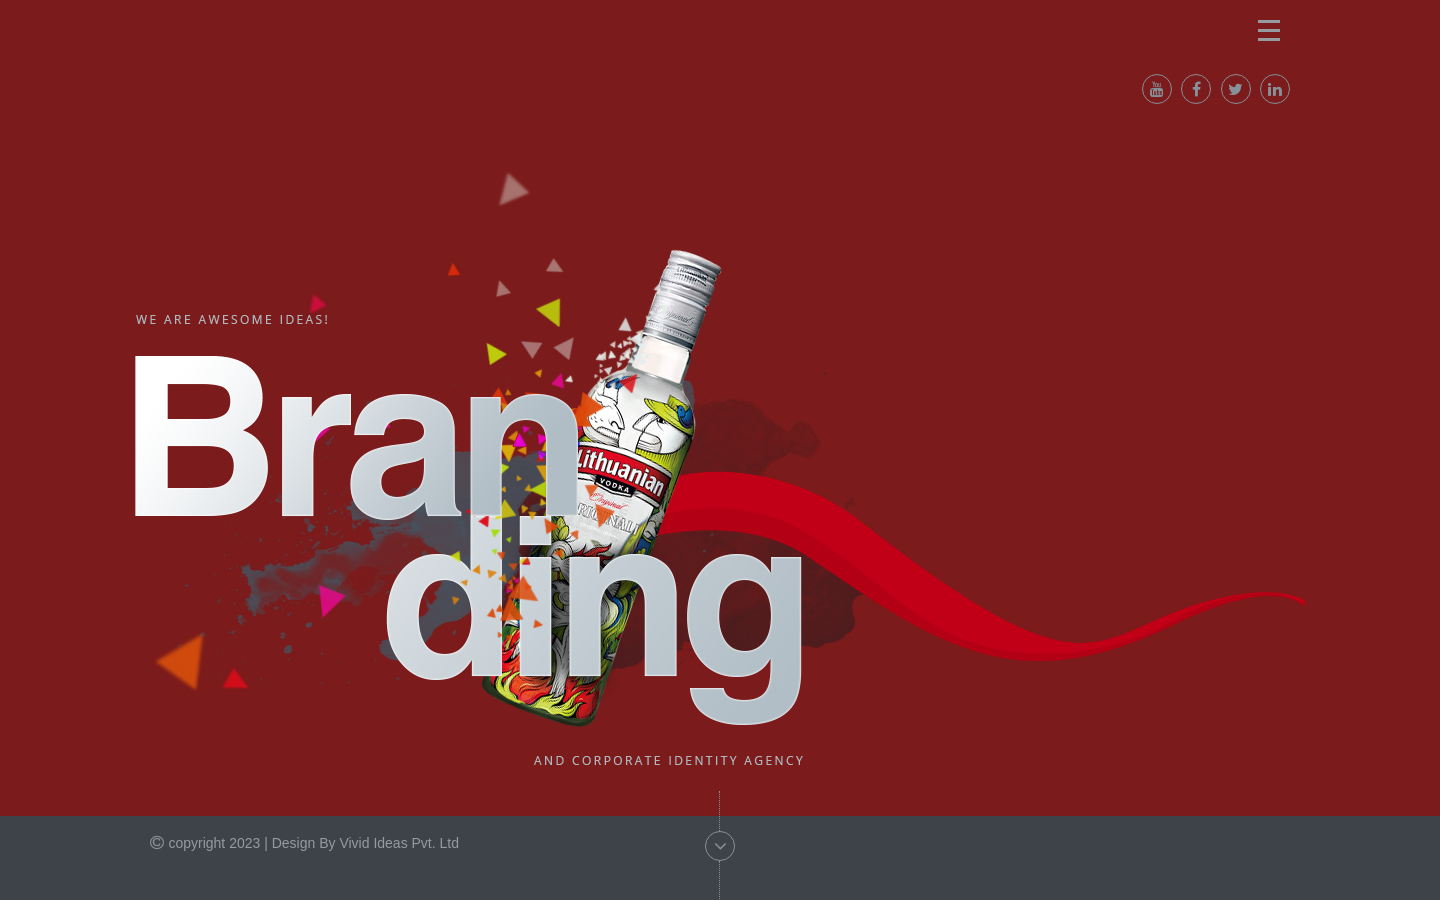 You
WE ARE AWESOME IDEAS!
Bran
ding
Lithuanian
VODKA
Original
AND CORPORATE IDENTITY AGENCY
© copyright 2023 | Design By Vivid Ideas Pvt. Ltd